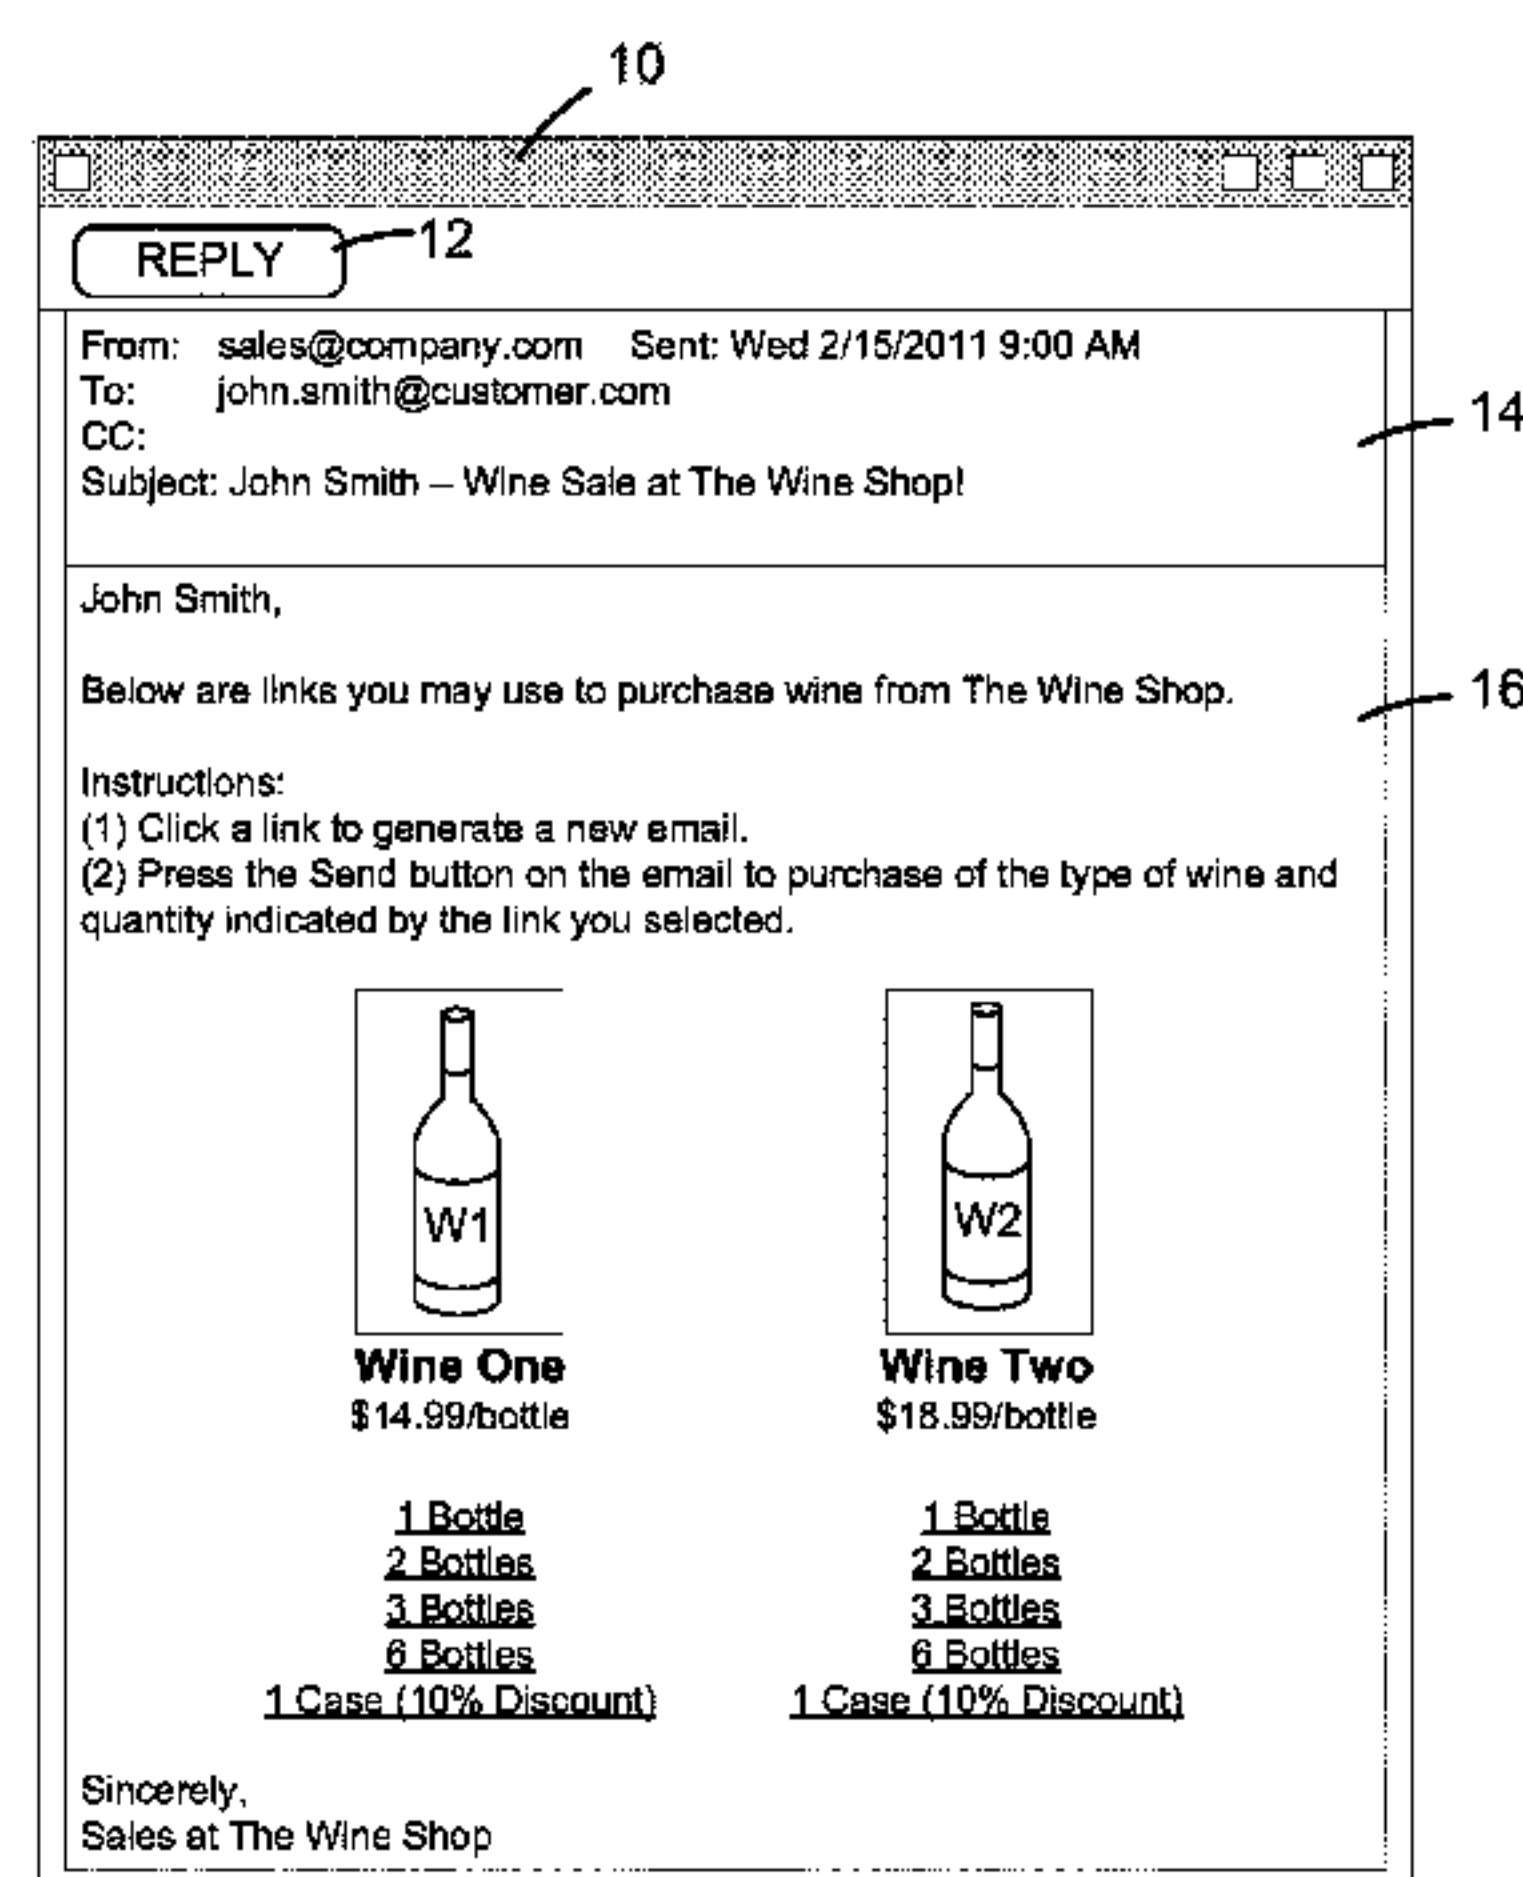 10
REPLY 12
From: sales@company.com Sent: Wed 2/15/2011 9:00 AM
To: john.smith@customer.com
CC:
14
Subject: John Smith – Wine Sale at The Wine Shop!
John Smith,
Below are links you may use to purchase wine from The Wine Shop.
16
Instructions:
(1) Click a link to generate a new email.
(2) Press the Send button on the email to purchase of the type of wine and
quantity indicated by the link you selected.
W1 W2
Wine One Wine Two
$14.99/bottle $18.99/bottle
1 Bottle 1 Bottle
2 Bottles 2 Bottles
3 Bottles 3 Bottles
6 Bottles 6 Bottles
1 Case (10% Discount) 1 Case (10% Discount)
Sincerely,
Sales at The Wine Shop